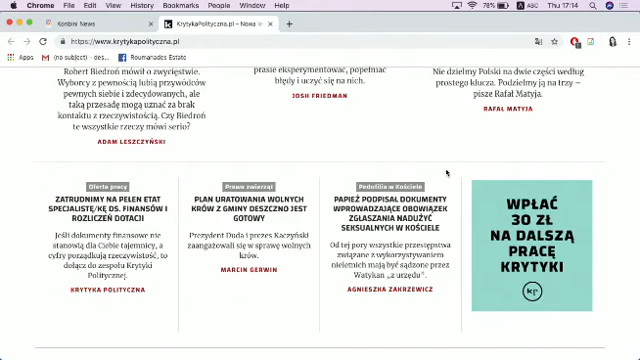 Chrome File Edit View History Bookmarks People Window Help 78% ABC Thu 17:14
Konbini News
KrytykaPolityczna.pl – Nowa le
https://www.krytykapolityczna.pl
Apps (no subject) - des... Roumanades Estate
Robert Biedroń mówił o zwycięstwie.
Wyborcy z pewnością lubią przywódców
pewnych siebie i zdecydowanych, ale
taką przesadę mogą uznać za brak
kontaktu z rzeczywistością. Czy Biedroń
te wszystkie rzeczy mówi serio?
ADAM LESZCZYŃSKI
prasie eksperymentować, popełniać
błędy i uczyć się na nich.
JOSH FRIEDMAN
Nie dzielmy Polski na dwie części według
prostego klucza. Podzielmy ją na trzy –
pisze Rafał Matyja.
RAFAŁ MATYJA
Oferta pracy
ZATRUDNIMY NA PEŁEN ETAT
SPECJALISTĘ/KĘ DS. FINANSÓW I
ROZLICZEŃ DOTACJI
Jeśli dokumenty finansowe nie
stanowią dla Ciebie tajemnicy, a
cyfry porządkują rzeczywistość, to
dołącz do zespołu Krytyki
Politycznej.
KRYTYKA POLITYCZNA
Prawa zwierząt
PLAN URATOWANIA WOLNYCH
KRÓW Z GMINY DESZCZNO JEST
GOTOWY
Prezydent Duda i prezes Kaczyński
zaangażowali się w sprawę wolnych
krów.
MARCIN GERWIN
Pedofilia w Kościele
PAPIEŻ PODPISAŁ DOKUMENTY
WPROWADZAJĄCE OBOWIĄZEK
ZGŁASZANIA NADUŻYĆ
SEKSUALNYCH W KOŚCIELE
Od tej pory wszystkie przestępstwa
związane z wykorzystywaniem
nieletnich mają być sądzone przez
Watykan „z urzędu”.
AGNIESZKA ZAKRZEWICZ
WPŁAĆ
30 ZŁ
NA DALSZĄ
PRACĘ
KRYTYKI
kp